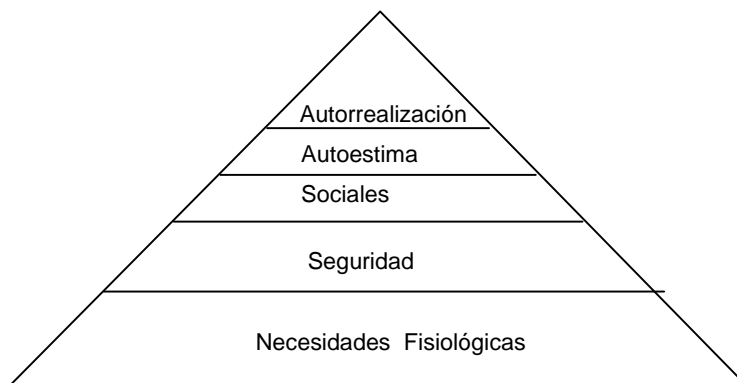 Autorrealización
Autoestima
Sociales
Seguridad
Necesidades Fisiológicas